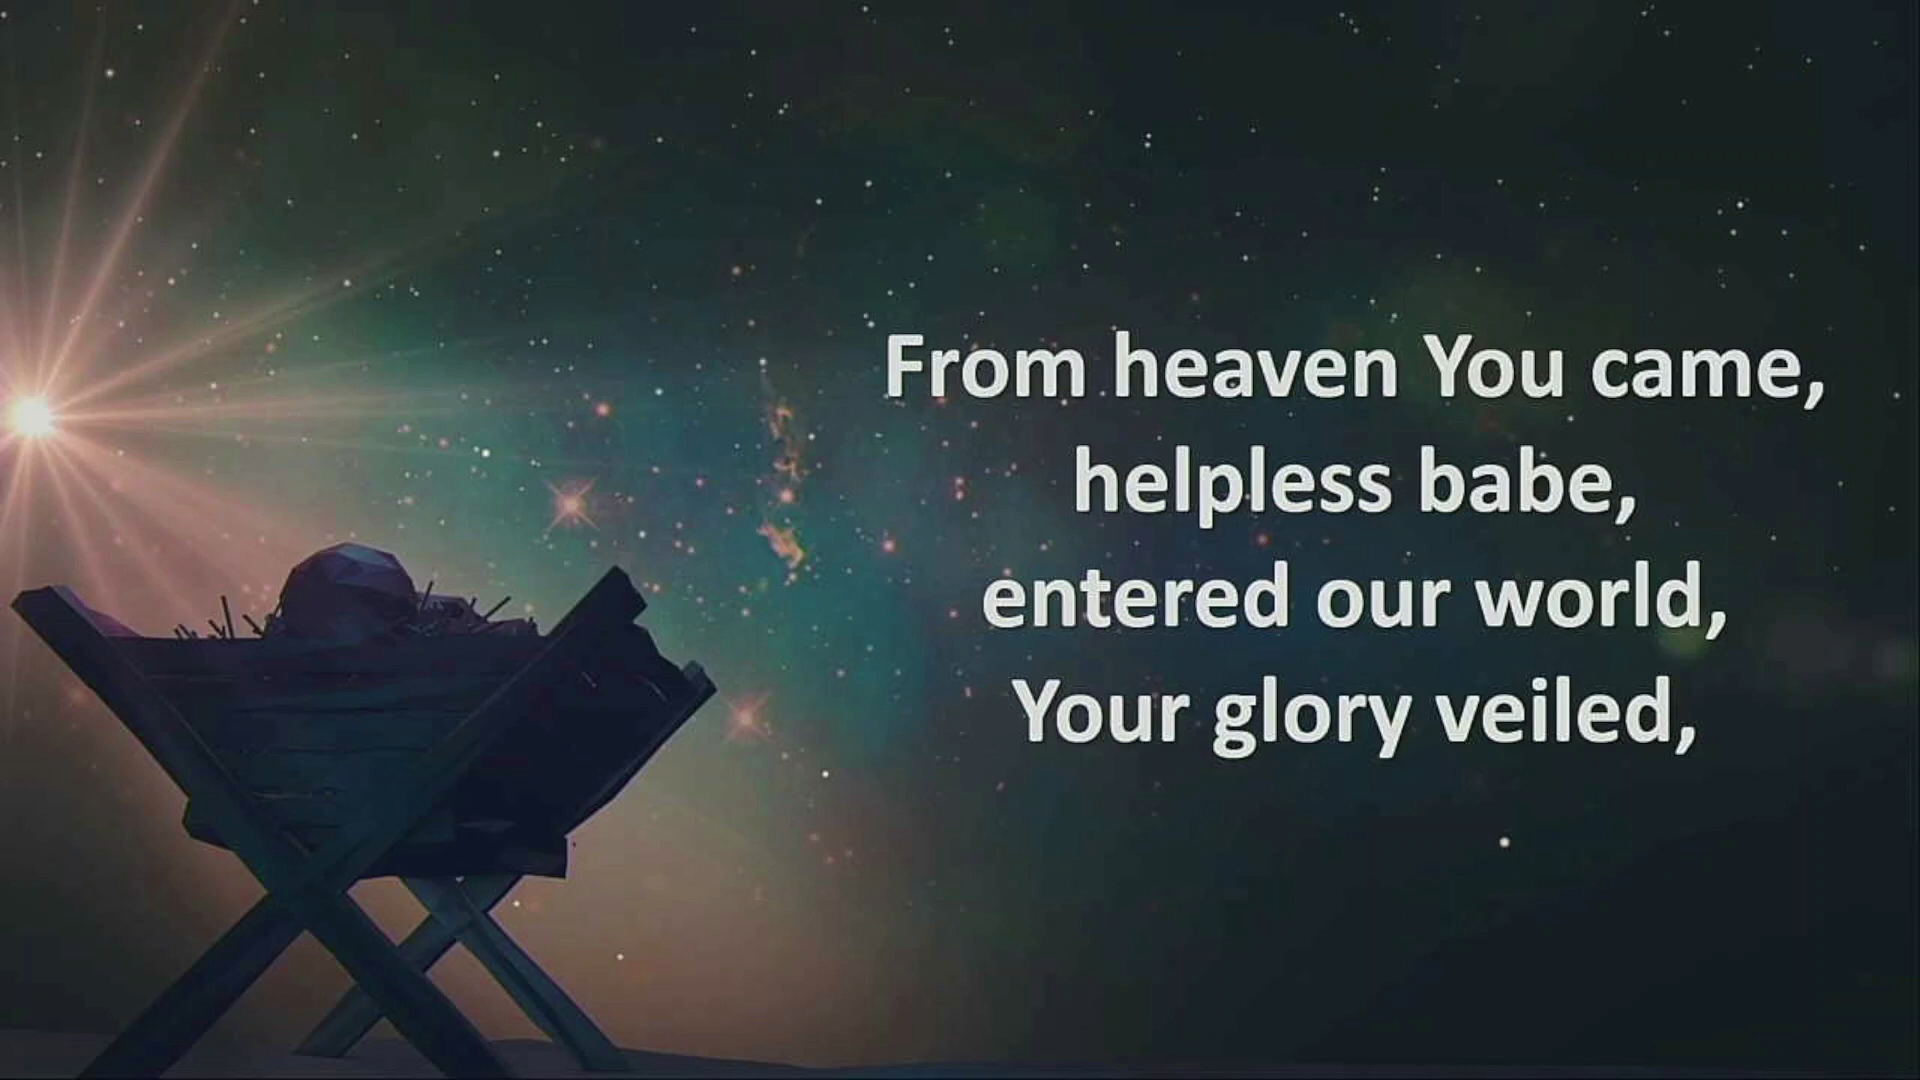 From heaven You came,
helpless babe,
entered our world,
Your glory veiled,